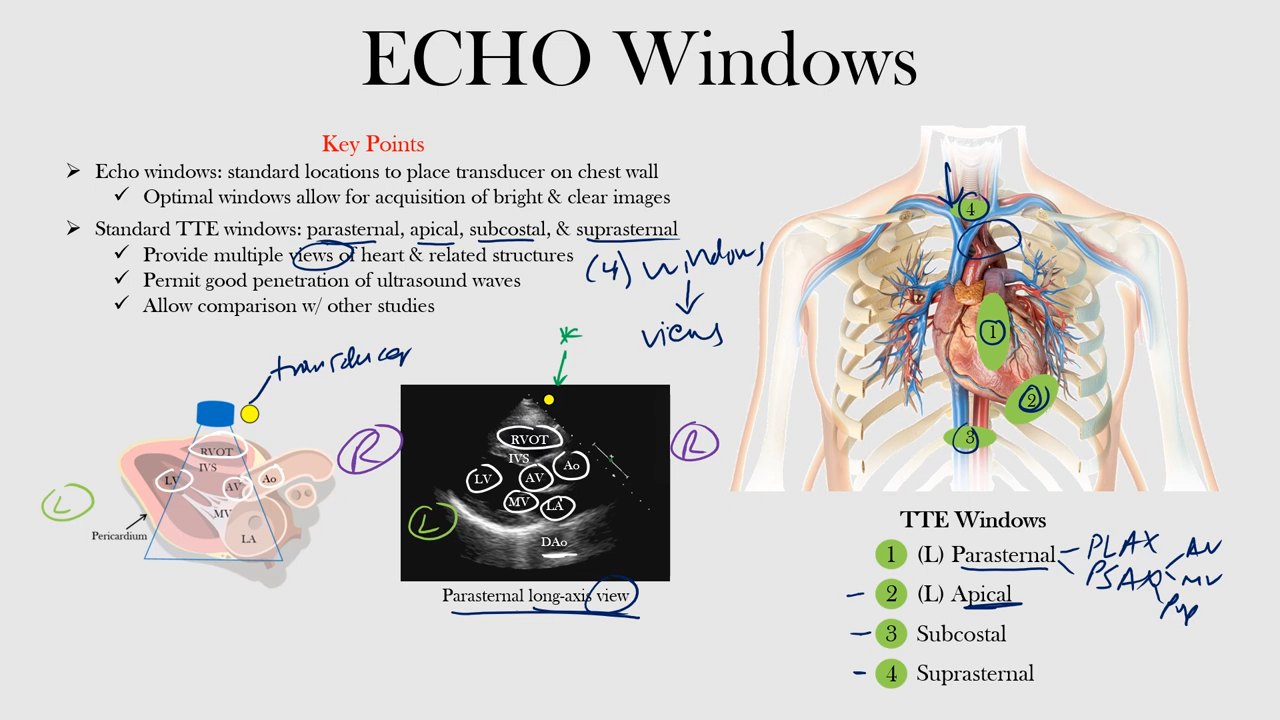 ECHO Windows
Key Points
➢ Echo windows: standard locations to place transducer on chest wall
✓ Optimal windows allow for acquisition of bright & clear images
➢ Standard TTE windows: parasternal, apical, subcostal, & suprasternal
✓ Provide multiple views of heart & related structures
✓ Permit good penetration of ultrasound waves
✓ Allow comparison w/ other studies
(4) windows
views
transducer
RVOT
IVS
LV
AV
Ao
MV
LA
Pericardium
L
R
RVOT
IVS
LV
AV
Ao
MV
LA
DAo
L
R
Parasternal long-axis view
4
1
2
3
TTE Windows
1 (L) Parasternal
PLAX
PSAX
AV
MV
Pap
2 (L) Apical
3 Subcostal
4 Suprasternal